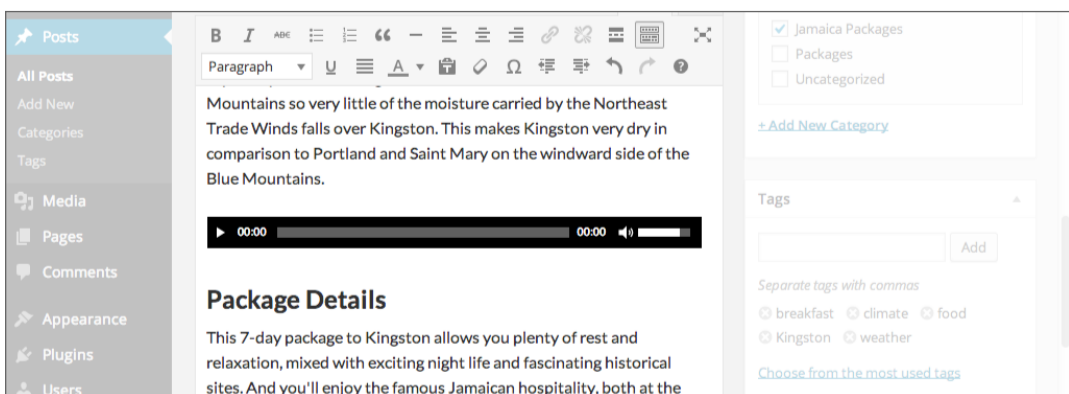 Posts
All Posts
Add New
Categories
Tags
Media
Pages
Comments
Appearance
Plugins
Users
B I ABC
Paragraph U A Ω
Mountains so very little of the moisture carried by the Northeast
Trade Winds falls over Kingston. This makes Kingston very dry in
comparison to Portland and Saint Mary on the windward side of the
Blue Mountains.
00:00 00:00
Package Details
This 7-day package to Kingston allows you plenty of rest and
relaxation, mixed with exciting night life and fascinating historical
sites. And you'll enjoy the famous Jamaican hospitality, both at the
Jamaica Packages
Packages
Uncategorized
+ Add New Category
Tags
Add
Separate tags with commas
breakfast climate food
Kingston weather
Choose from the most used tags